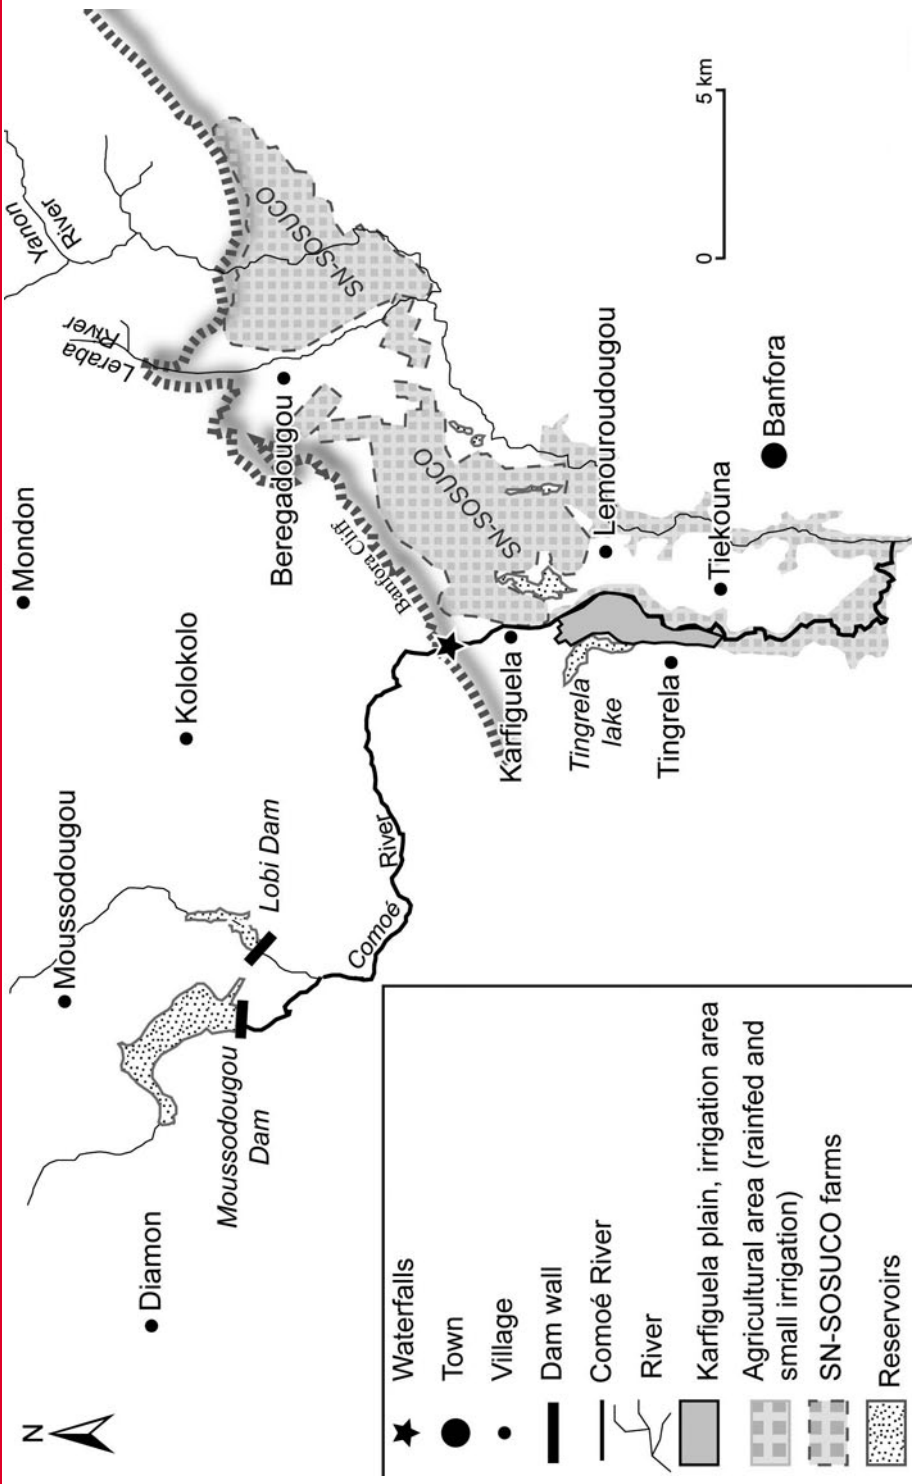 N
Diamon
Moussodougou
Kolokolo
Mondon
Moussodougou
Dam
Lobi Dam
Comoé
River
Yanon
River
Leraba
River
Beregadougou
Banfora Cliff
SN-SOSUCO
SN-SOSUCO
Karfiguela
Tingrela
lake
Tingrela
Lemouroudougou
Tiekouna
Banfora
0
5 km
Waterfalls
Town
Village
Dam wall
Comoé River
River
Karfiguela plain, irrigation area
Agricultural area (rainfed and
small irrigation)
SN-SOSUCO farms
Reservoirs